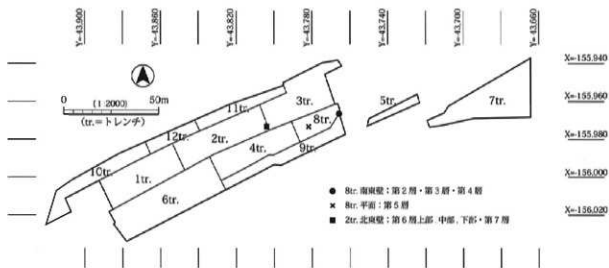 Y=-43,900
Y=-43,860
Y=-43,820
Y=-43,780
Y=-43,740
Y=-43,700
Y=-43,660
X=-155,940
X=-155,960
X=-155,980
X=-156,000
X=-156,020
0 (1:2000) 50m
(tr.=トレンチ)
11tr.
3tr.
5tr.
7tr.
12tr.
2tr.
8tr.
4tr.
9tr.
10tr.
1tr.
6tr.
● 8tr. 南東壁：第2層・第3層・第4層
× 8tr. 平面：第5層
■ 2tr. 北東壁：第6層上部、中部、下部・第7層